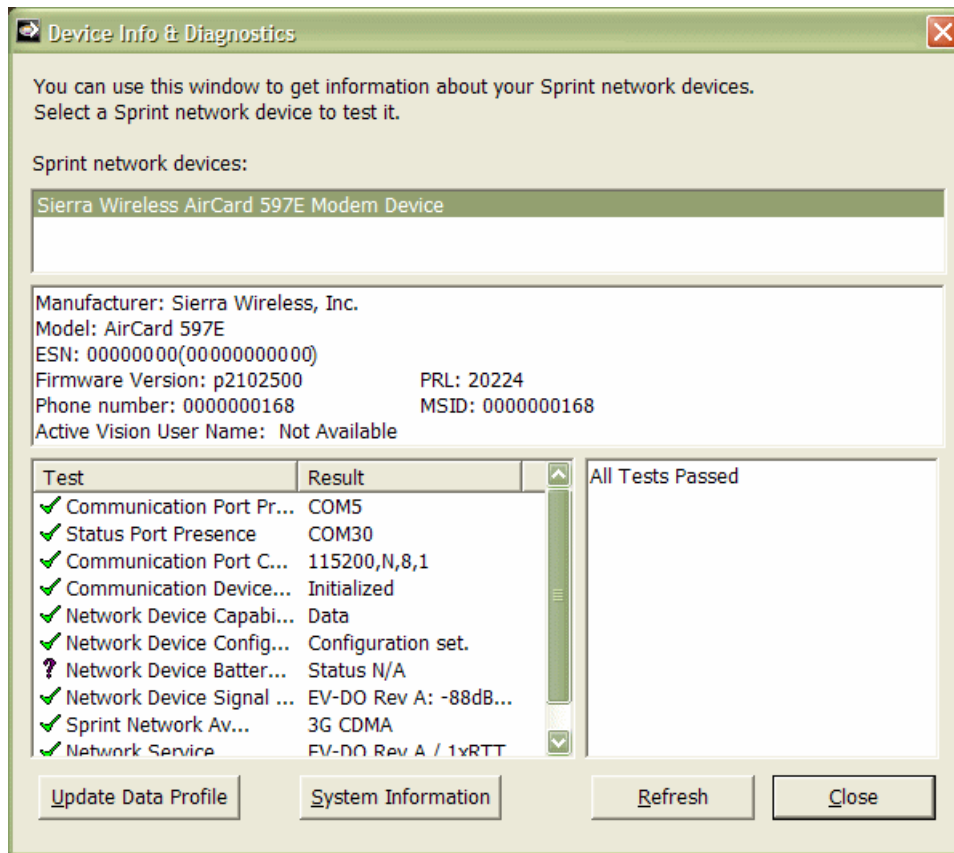 Device Info & Diagnostics
You can use this window to get information about your Sprint network devices.
Select a Sprint network device to test it.
Sprint network devices:
Sierra Wireless AirCard 597E Modem Device
Manufacturer: Sierra Wireless, Inc.
Model: AirCard 597E
ESN: 00000000(00000000000)
Firmware Version: p2102500 PRL: 20224
Phone number: 0000000168 MSID: 0000000168
Active Vision User Name: Not Available
Test Result
Communication Port Pr... COM5
Status Port Presence COM30
Communication Port C... 115200,N,8,1
Communication Device... Initialized
Network Device Capabi... Data
Network Device Config... Configuration set.
? Network Device Batter... Status N/A
Network Device Signal ... EV-DO Rev A: -88dB...
Sprint Network Av... 3G CDMA
Network Service EV-DO Rev A / 1xRTT
All Tests Passed
Update Data Profile System Information Refresh Close